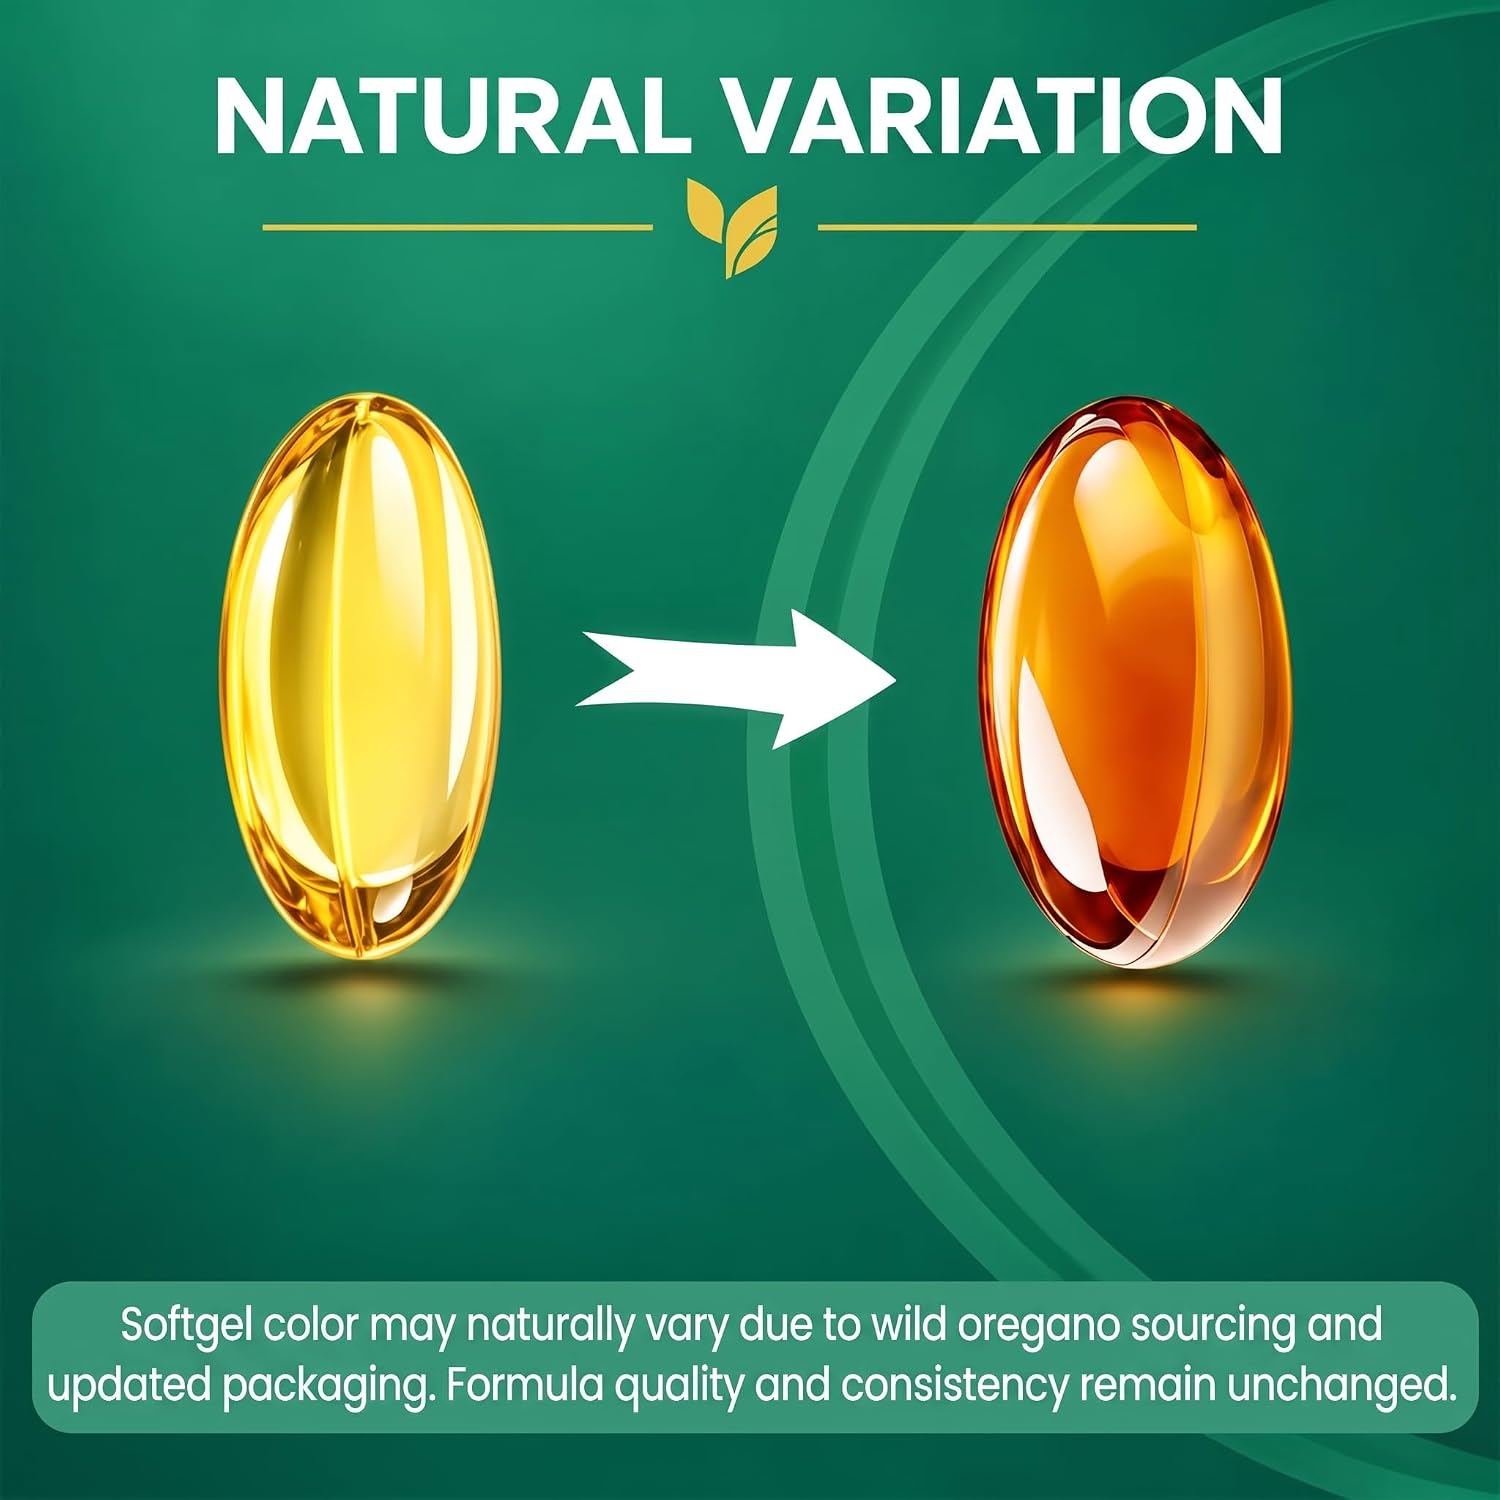 NATURAL VARIATION
Softgel color may naturally vary due to wild oregano sourcing and
updated packaging. Formula quality and consistency remain unchanged.